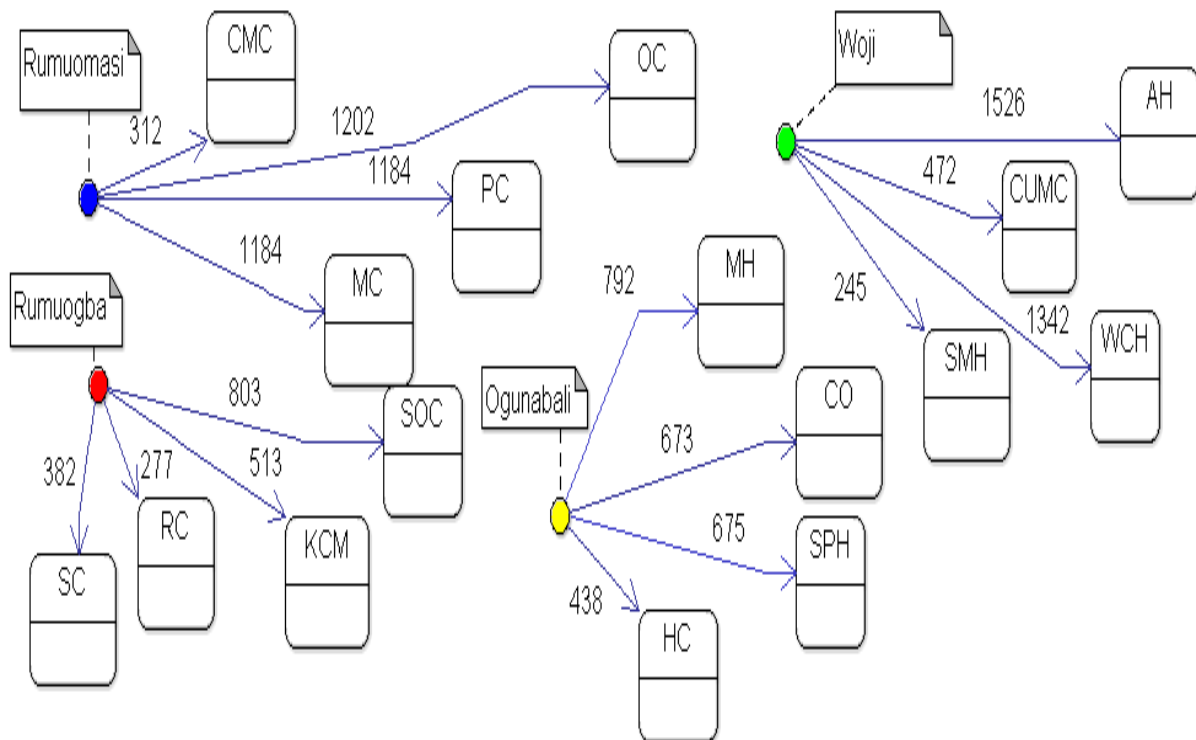 Rumuomasi
CMC
312
1202
OC
1184
PC
1184
MC
Woji
1526
AH
472
CUMC
245
SMH
1342
WCH
Rumuogba
803
SOC
382
277
513
SC
RC
KCM
Ogunabali
792
MH
673
CO
675
SPH
438
HC